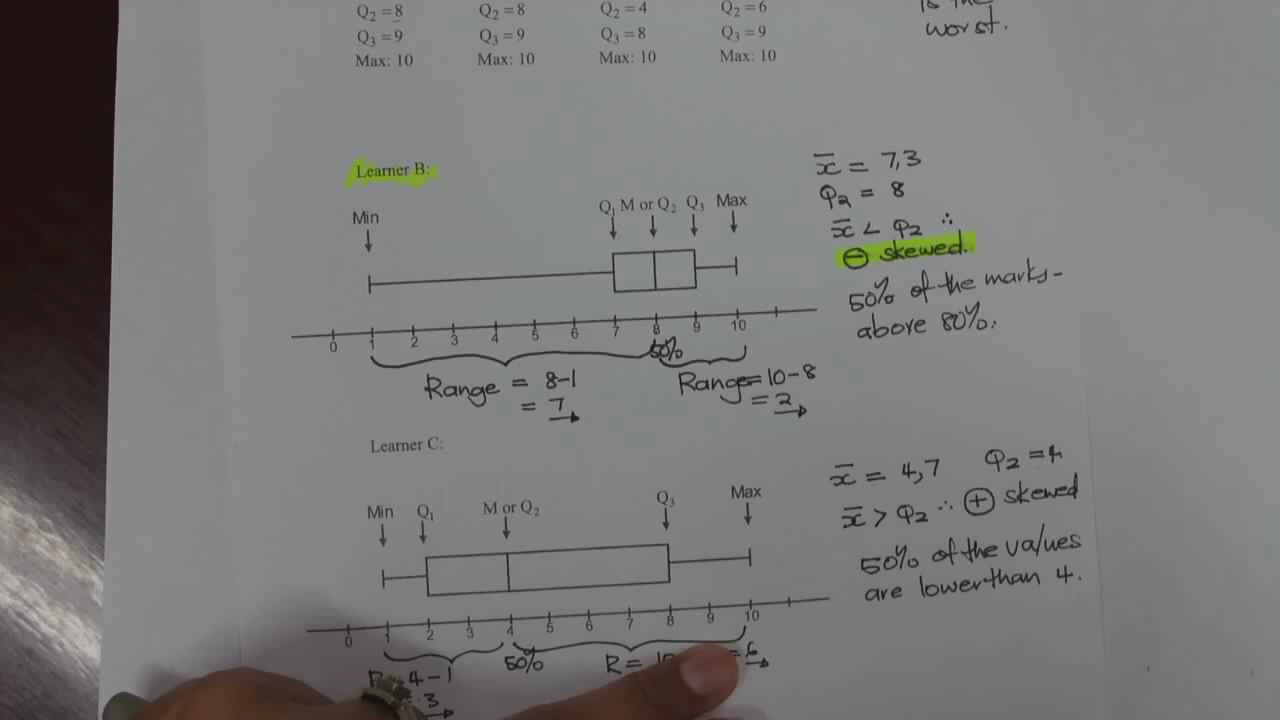 Q₂ =8 Q₂ =8 Q₂ =4 Q₂ =6
Q₃ =9 Q₃ =9 Q₃ =8 Q₃ =9
Max: 10 Max: 10 Max: 10 Max: 10
is the
worst.
Learner B:
Min Q₁ M or Q₂ Q₃ Max
0 1 2 3 4 5 6 7 8 9 10
50%
Range = 8-1
= 7
Range=10-8
= 2
x̄ = 7,3
Q₂ = 8
x̄ < Q₂ ∴
⊖ skewed.
50% of the marks-
above 80%.
Learner C:
Min Q₁ M or Q₂ Q₃ Max
0 1 2 3 4 5 6 7 8 9 10
4-1
3
50%
R = 10
= 6
x̄ = 4,7 Q₂ =4
x̄ > Q₂ ∴ ⊕ skewed
50% of the values
are lower than 4.